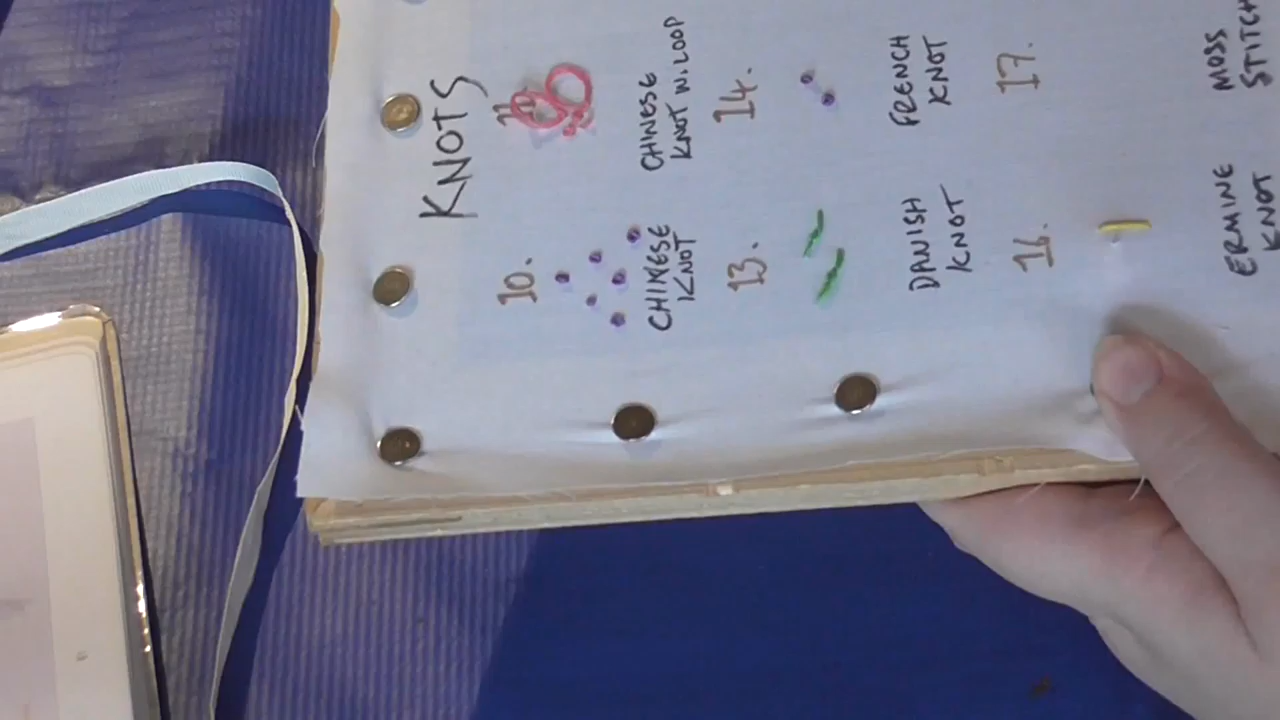 KNOTS
10.
11
CHINESE
KNOT
CHINESE
KNOT W. LOOP
13.
14.
DANISH
KNOT
FRENCH
KNOT
16.
17.
ERMINE
KNOT
MOSS
STITCH